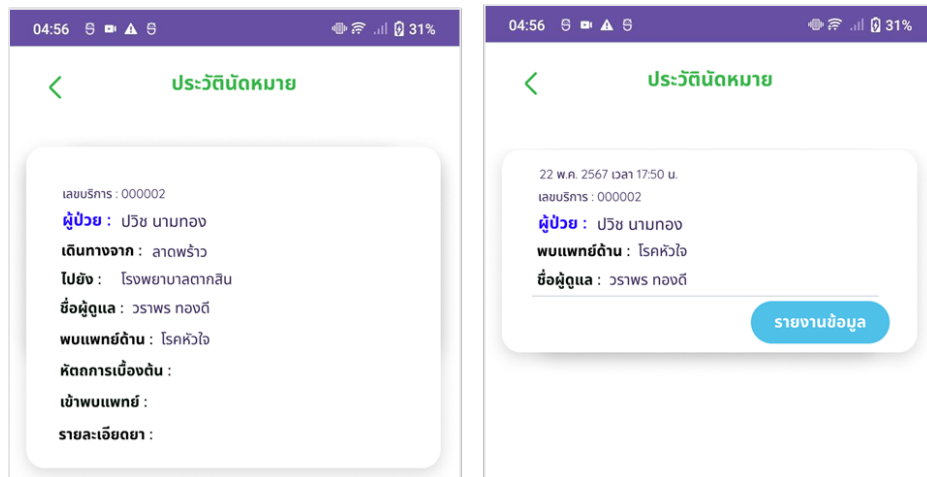 04:56
31%
ประวัตินัดหมาย
เลขบริการ : 000002
ผู้ป่วย : ปวิช นามทอง
เดินทางจาก : ลาดพร้าว
ไปยัง : โรงพยาบาลตากสิน
ชื่อผู้ดูแล : วราพร ทองดี
พบแพทย์ด้าน : โรคหัวใจ
หัตถการเบื้องต้น :
เข้าพบแพทย์ :
รายละเอียดยา :
04:56
31%
ประวัตินัดหมาย
22 พ.ค. 2567 เวลา 17:50 น.
เลขบริการ : 000002
ผู้ป่วย : ปวิช นามทอง
พบแพทย์ด้าน : โรคหัวใจ
ชื่อผู้ดูแล : วราพร ทองดี
รายงานข้อมูล